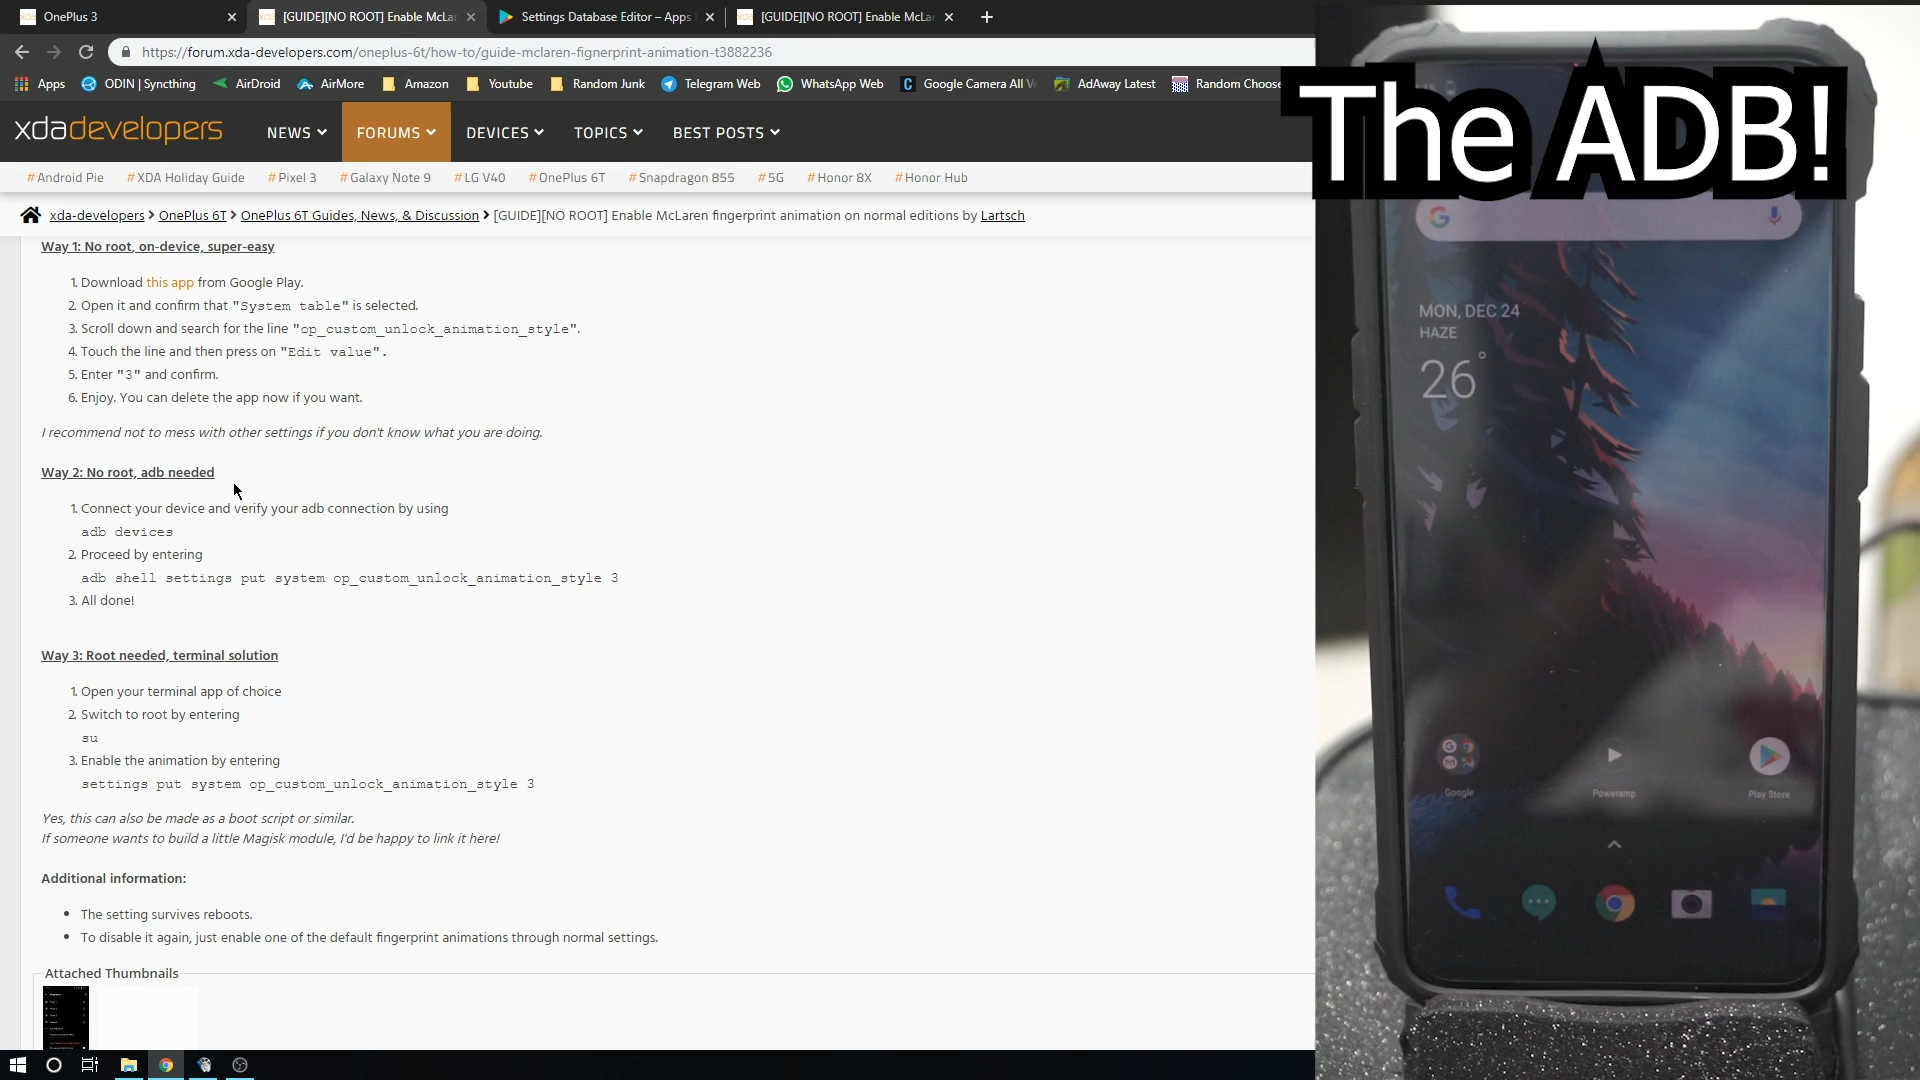 OnePlus 3
[GUIDE][NO ROOT] Enable McLar
Settings Database Editor – Apps
[GUIDE][NO ROOT] Enable McLar
https://forum.xda-developers.com/oneplus-6t/how-to/guide-mclaren-fignerprint-animation-t3882236
Apps
ODIN | Syncthing
AirDroid
AirMore
Amazon
Youtube
Random Junk
Telegram Web
WhatsApp Web
Google Camera All V
AdAway Latest
Random Choose
The ADB!
xdadevelopers
NEWS
FORUMS
DEVICES
TOPICS
BEST POSTS
#Android Pie
#XDA Holiday Guide
#Pixel 3
#Galaxy Note 9
#LG V40
#OnePlus 6T
#Snapdragon 855
#5G
#Honor 8X
#Honor Hub
xda-developers > OnePlus 6T > OnePlus 6T Guides, News, & Discussion > [GUIDE][NO ROOT] Enable McLaren fingerprint animation on normal editions by Lartsch
Way 1: No root, on-device, super-easy
1. Download this app from Google Play.
2. Open it and confirm that "System table" is selected.
3. Scroll down and search for the line "op_custom_unlock_animation_style".
4. Touch the line and then press on "Edit value".
5. Enter "3" and confirm.
6. Enjoy. You can delete the app now if you want.
I recommend not to mess with other settings if you don't know what you are doing.
Way 2: No root, adb needed
1. Connect your device and verify your adb connection by using
adb devices
2. Proceed by entering
adb shell settings put system op_custom_unlock_animation_style 3
3. All done!
Way 3: Root needed, terminal solution
1. Open your terminal app of choice
2. Switch to root by entering
su
3. Enable the animation by entering
settings put system op_custom_unlock_animation_style 3
Yes, this can also be made as a boot script or similar.
If someone wants to build a little Magisk module, I'd be happy to link it here!
Additional information:
• The setting survives reboots.
• To disable it again, just enable one of the default fingerprint animations through normal settings.
Attached Thumbnails
MON, DEC 24
HAZE
26°
Google
Poweramp
Play Store